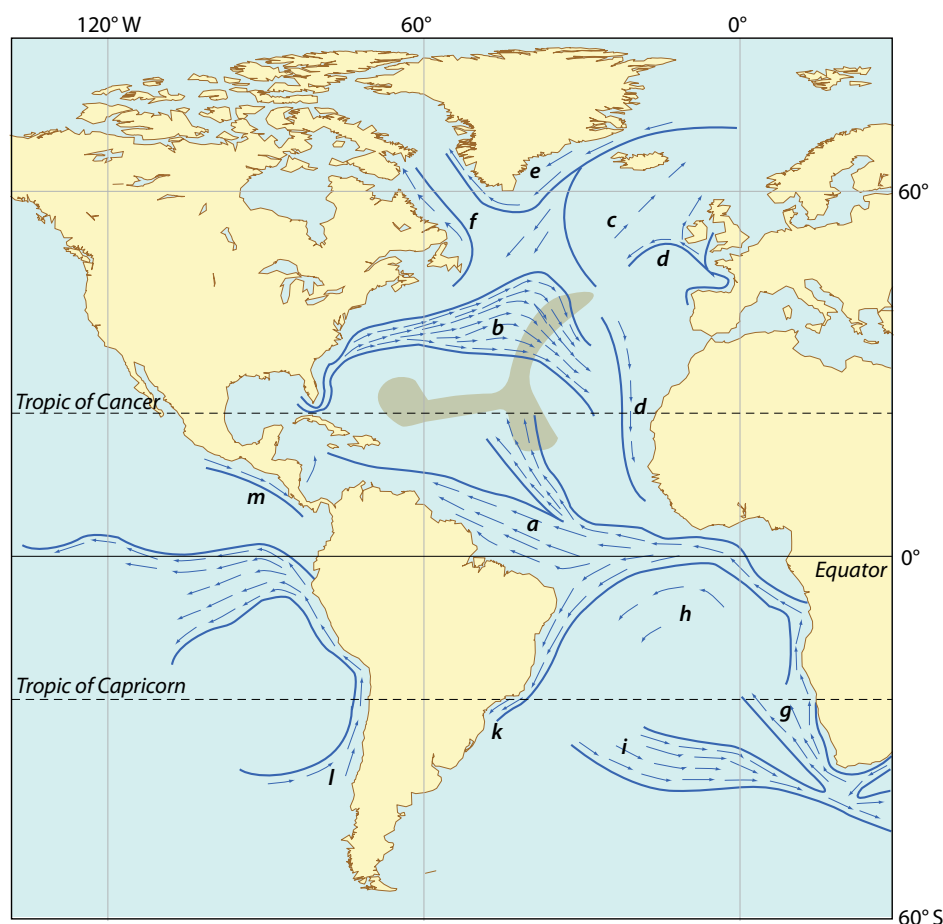 120° W 60° 0°
e
60°
f c
d
b
Tropic of Cancer
d
m
a
0°
Equator
h
Tropic of Capricorn
g
k
i
l
60° S